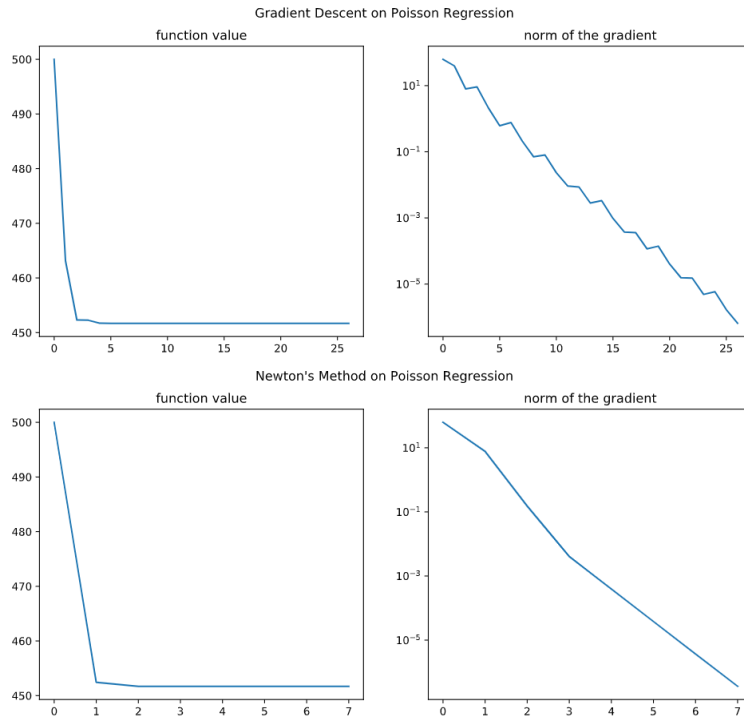 Gradient Descent on Poisson Regression
function value
norm of the gradient
500
490
480
470
460
450
0 5 10 15 20 25
10^1
10^-1
10^-3
10^-5
0 5 10 15 20 25
Newton's Method on Poisson Regression
function value
norm of the gradient
500
490
480
470
460
450
0 1 2 3 4 5 6 7
10^1
10^-1
10^-3
10^-5
0 1 2 3 4 5 6 7